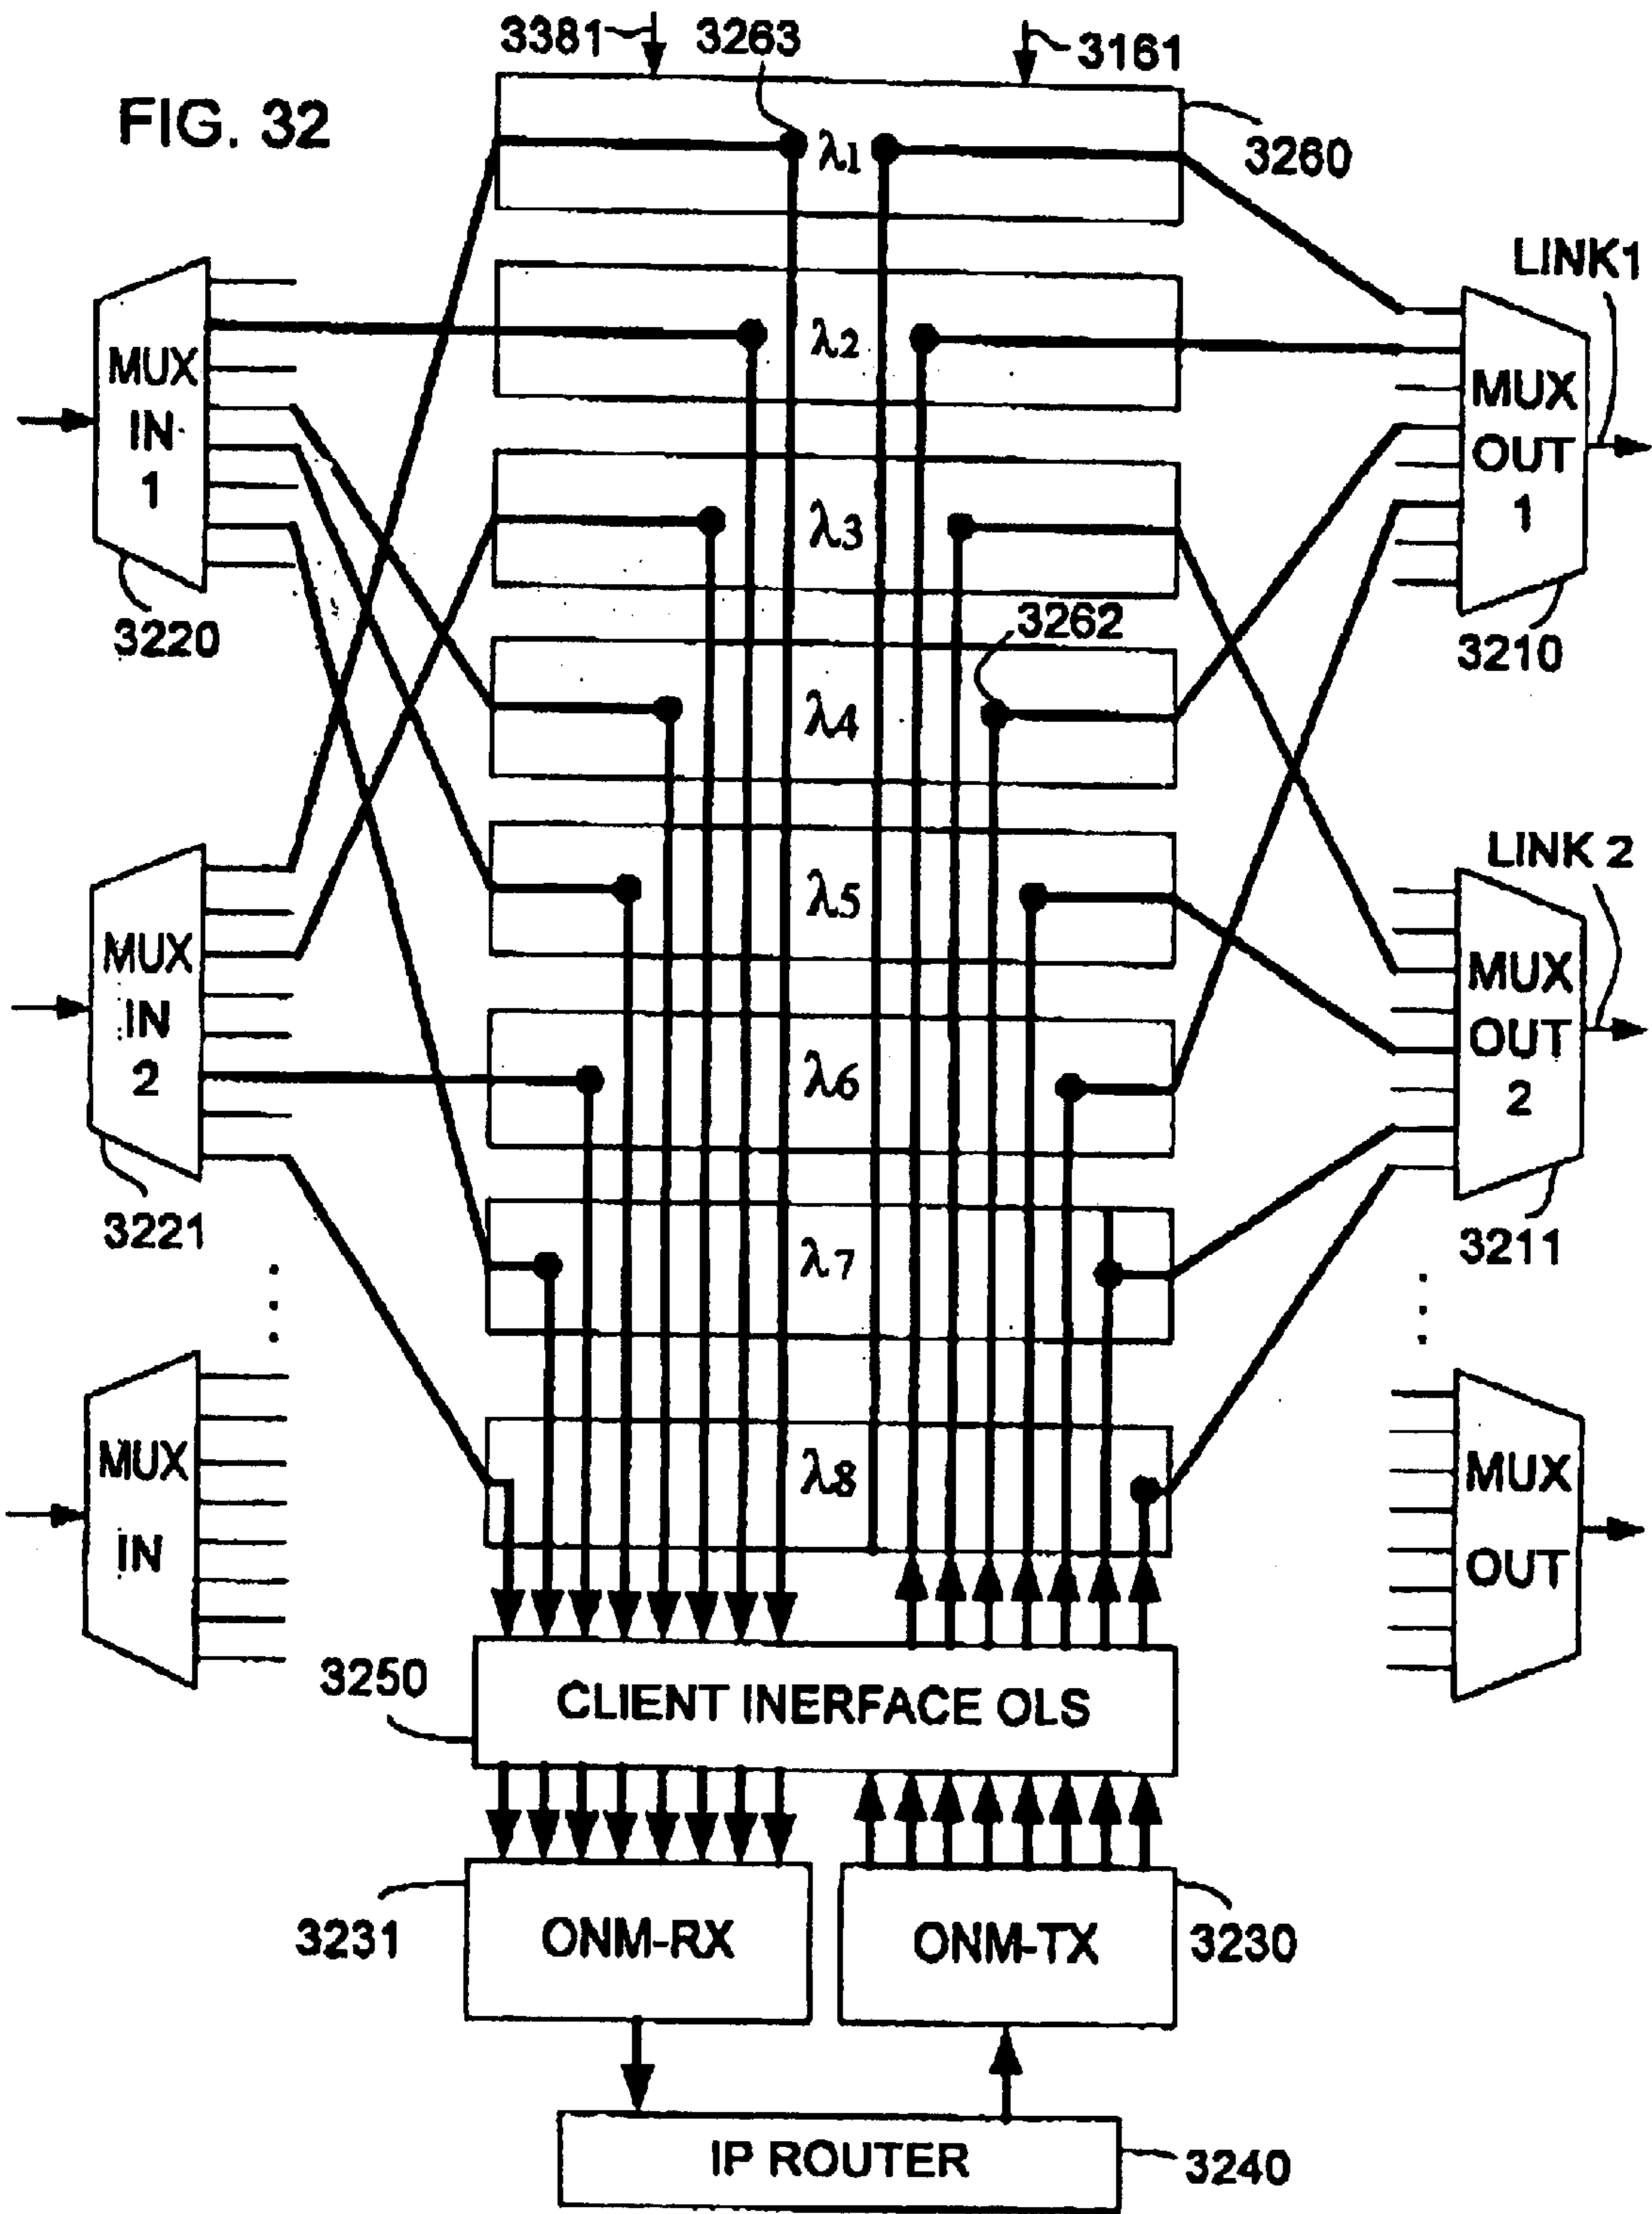 3381
3263
3161
FIG. 32
λ1
3260
LINK1
MUX
IN
1
λ2
MUX
OUT
1
λ3
3220
3262
3210
λ4
LINK 2
λ5
MUX
IN
2
MUX
OUT
2
λ6
3221
λ7
3211
MUX
IN
λ8
MUX
OUT
3250
CLIENT INERFACE OLS
3231
ONM-RX
ONM-TX
3230
IP ROUTER
3240